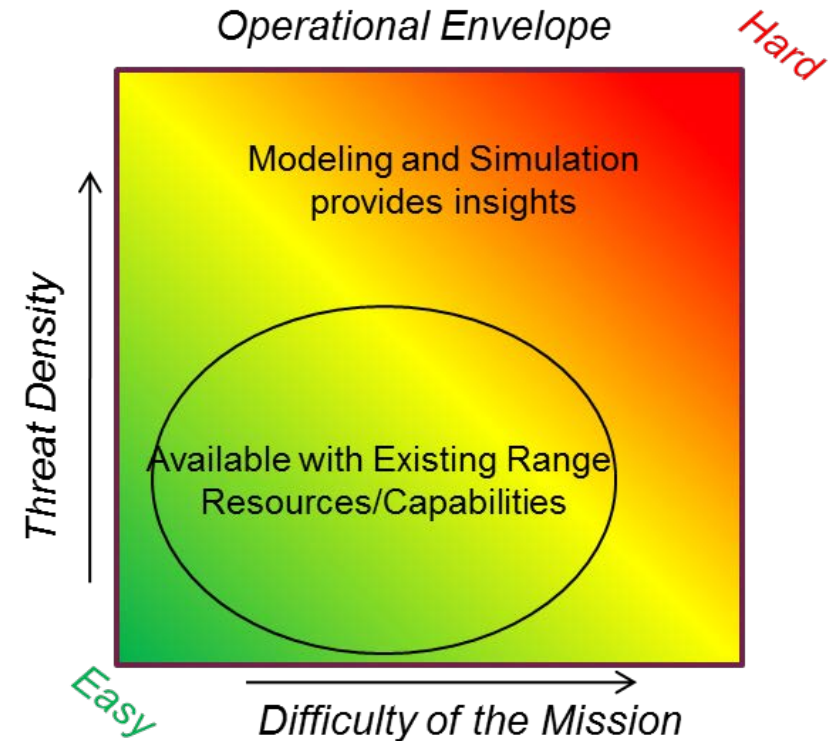 Operational Envelope
Hard
Modeling and Simulation
provides insights
Threat Density
Available with Existing Range
Resources/Capabilities
Easy
Difficulty of the Mission